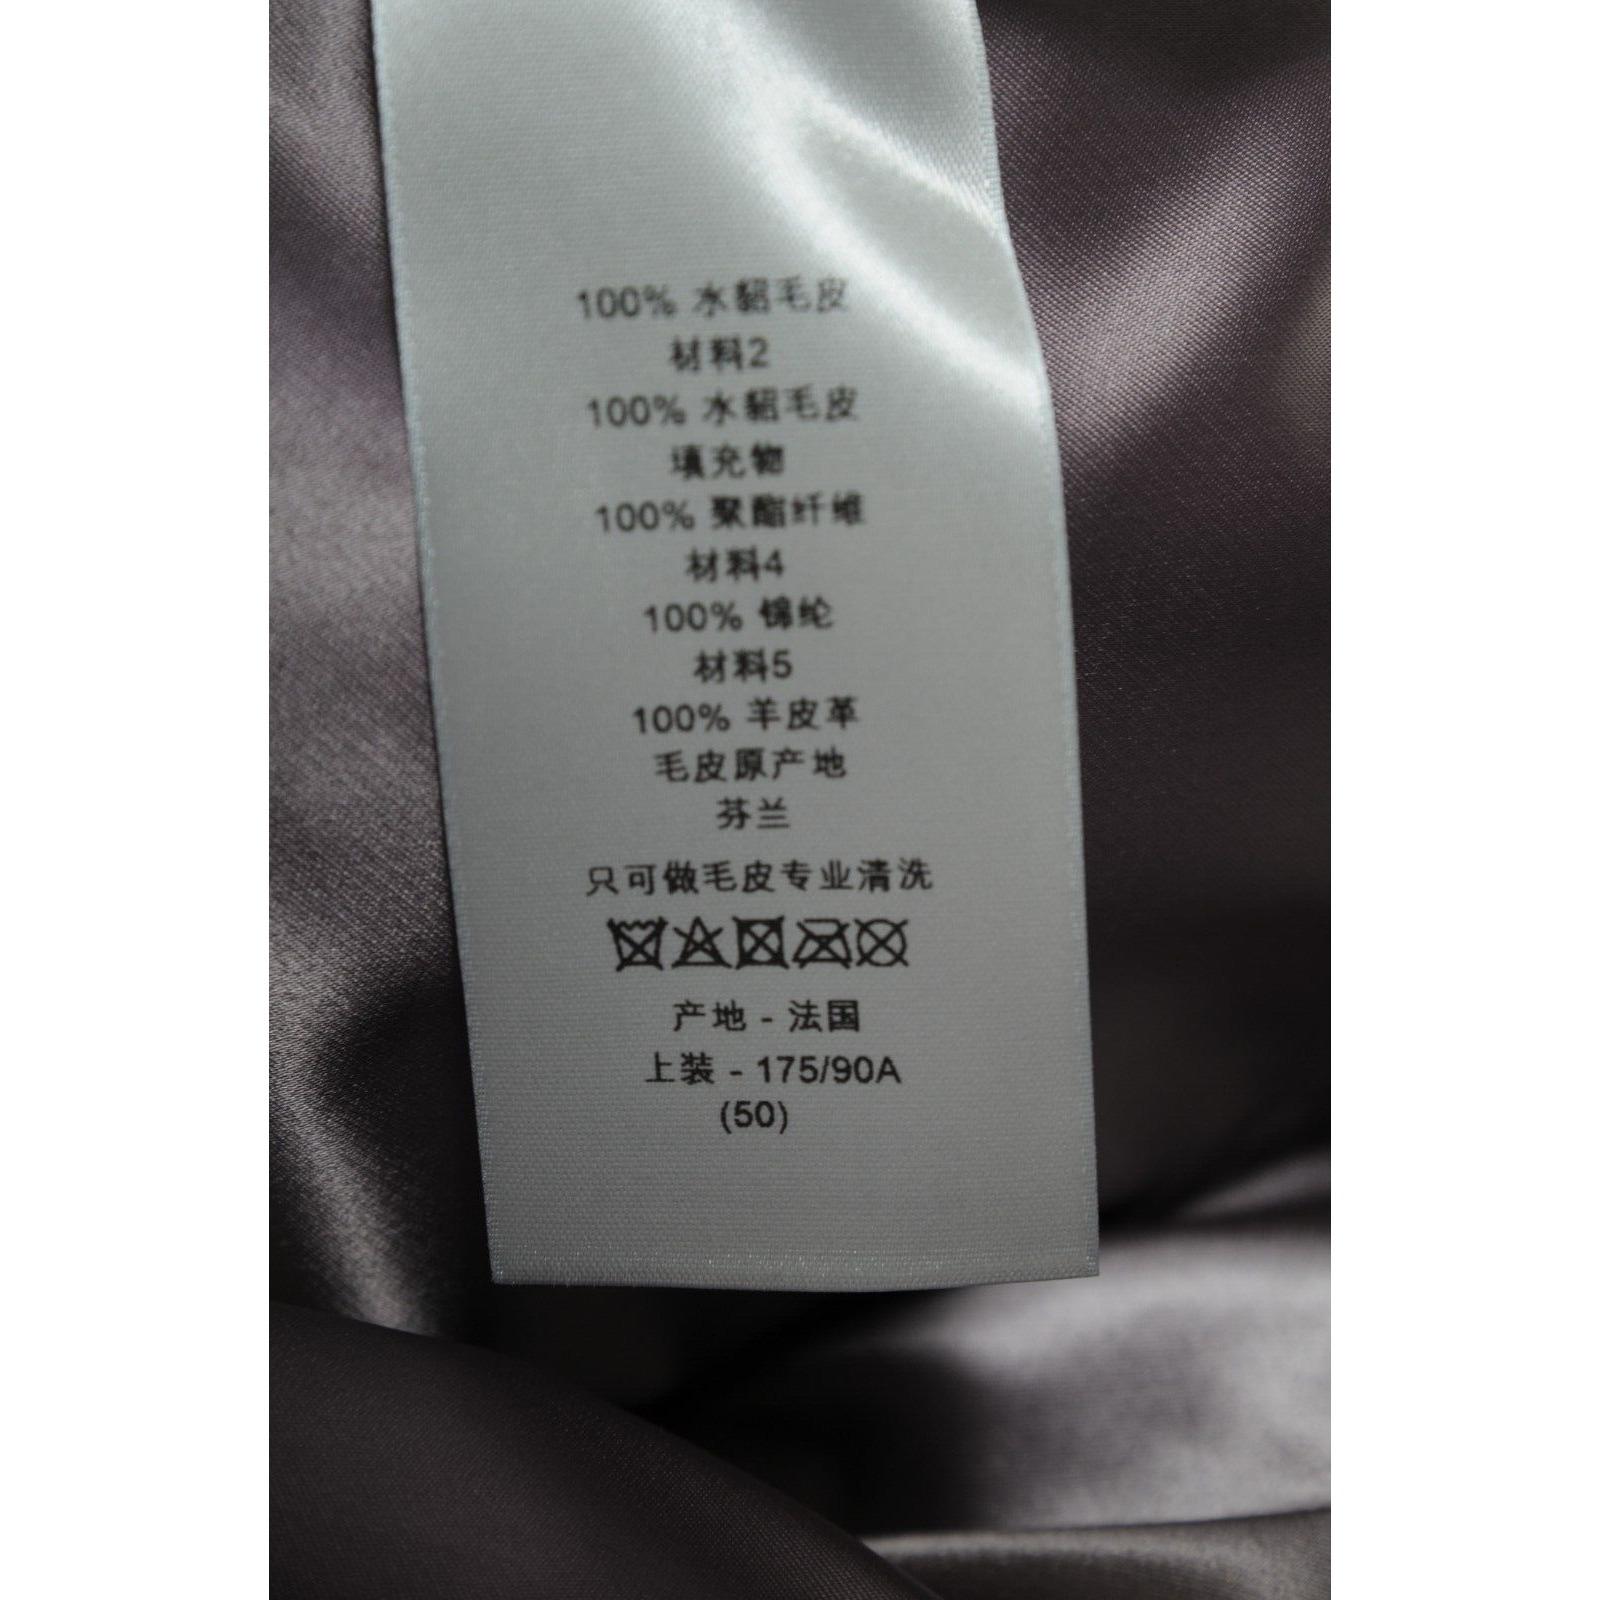 100% 水貂毛皮
材料2
100% 水貂毛皮
填充物
100% 聚酯纤维
材料4
100% 锦纶
材料5
100% 羊皮革
毛皮原产地
芬兰
只可做毛皮专业清洗
产地 - 法国
上装 - 175/90A
(50)